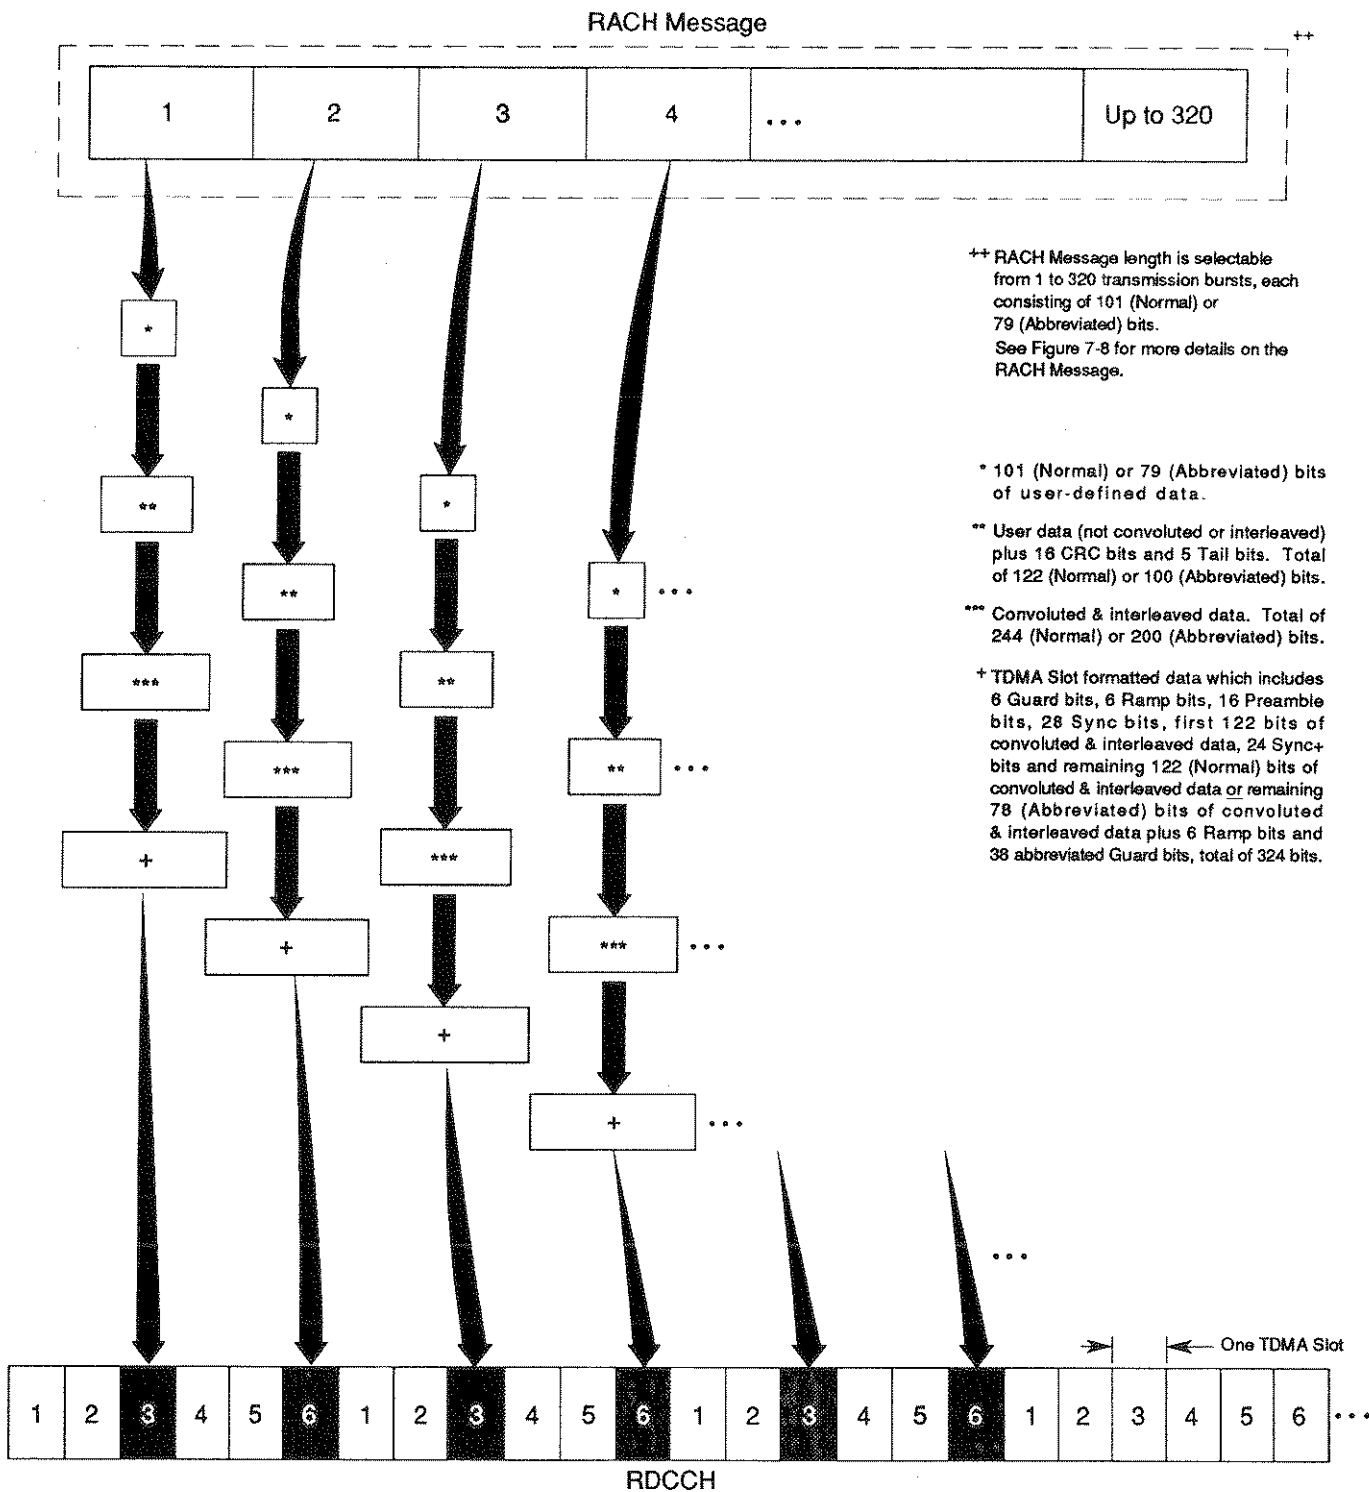 RACH Message
++
1 2 3 4 ••• Up to 320
++ RACH Message length is selectable
from 1 to 320 transmission bursts, each
consisting of 101 (Normal) or
79 (Abbreviated) bits.
See Figure 7-8 for more details on the
RACH Message.
*
*
* 101 (Normal) or 79 (Abbreviated) bits
of user-defined data.
**
*
** User data (not convoluted or interleaved)
plus 16 CRC bits and 5 Tail bits. Total
of 122 (Normal) or 100 (Abbreviated) bits.
**
* •••
*** Convoluted & interleaved data. Total of
244 (Normal) or 200 (Abbreviated) bits.
***
**
+ TDMA Slot formatted data which includes
6 Guard bits, 6 Ramp bits, 16 Preamble
bits, 28 Sync bits, first 122 bits of
convoluted & interleaved data, 24 Sync+
bits and remaining 122 (Normal) bits of
convoluted & interleaved data or remaining
78 (Abbreviated) bits of convoluted
& interleaved data plus 6 Ramp bits and
38 abbreviated Guard bits, total of 324 bits.
***
** •••
+
***
+
*** •••
+
+ •••
•••
One TDMA Slot
1 2 3 4 5 6 1 2 3 4 5 6 1 2 3 4 5 6 1 2 3 4 5 6 •••
RDCCH